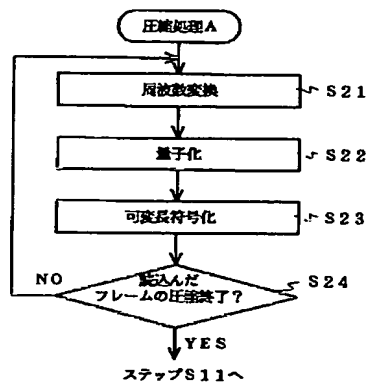 圧縮処理A
周波数変換
S21
量子化
S22
可変長符号化
S23
読込んだ
フレームの圧縮終了?
S24
NO
YES
ステップS11へ